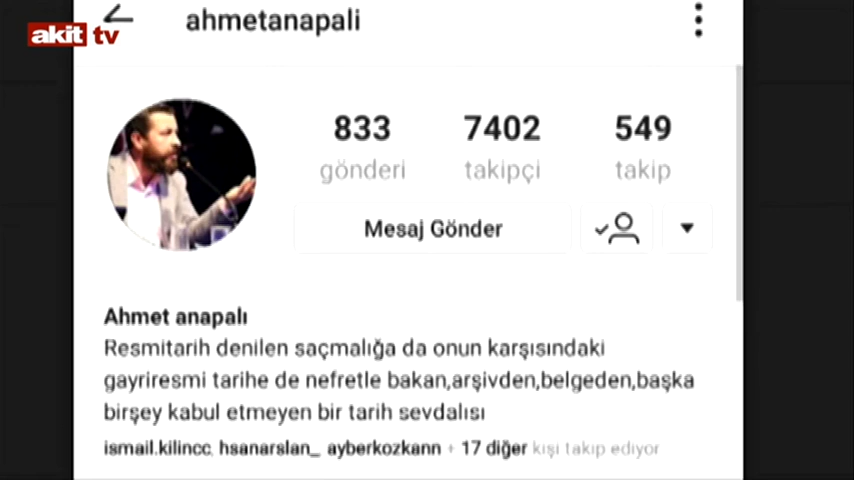 akit tv
ahmetanapali
833 7402 549
gönderi takipçi takip
Mesaj Gönder
Ahmet anapalı
Resmitarih denilen saçmalığa da onun karşısındaki
gayriresmi tarihe de nefretle bakan,arşivden,belgeden,başka
birşey kabul etmeyen bir tarih sevdalısı
ismail.kilincc, hsanarslan_, ayberkozkann + 17 diğer kişi takip ediyor